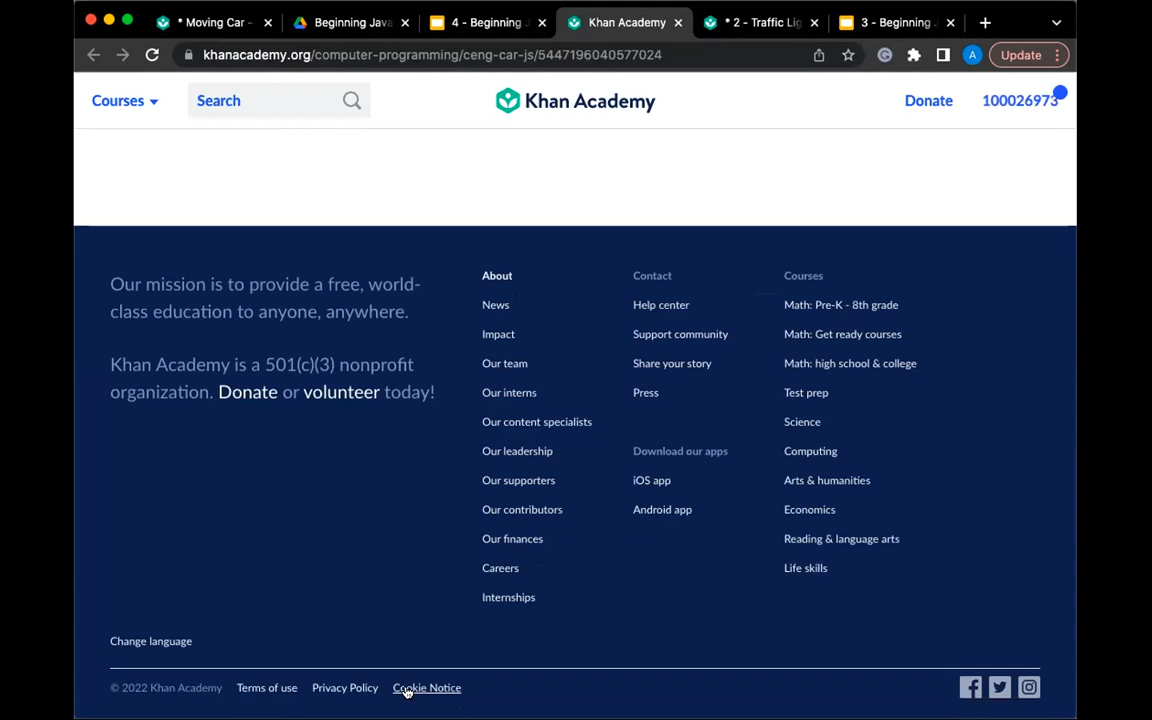 * Moving Car -
Beginning Java
4 - Beginning J
Khan Academy
* 2 - Traffic Lig
3 - Beginning J
khanacademy.org/computer-programming/ceng-car-js/5447196040577024
A
Update
Courses
Search
Khan Academy
Donate
100026973
Our mission is to provide a free, world-
class education to anyone, anywhere.
Khan Academy is a 501(c)(3) nonprofit
organization. Donate or volunteer today!
About
News
Impact
Our team
Our interns
Our content specialists
Our leadership
Our supporters
Our contributors
Our finances
Careers
Internships
Contact
Help center
Support community
Share your story
Press
Download our apps
iOS app
Android app
Courses
Math: Pre-K - 8th grade
Math: Get ready courses
Math: high school & college
Test prep
Science
Computing
Arts & humanities
Economics
Reading & language arts
Life skills
Change language
© 2022 Khan Academy Terms of use Privacy Policy Cookie Notice